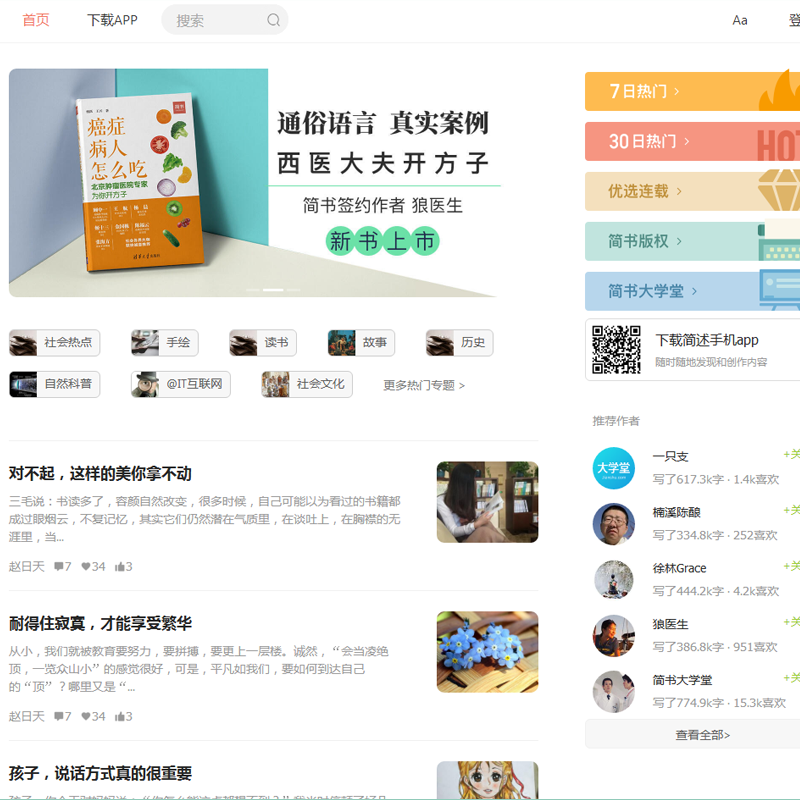 首页
下载APP
搜索
Aa
登
癌症
病人
怎么吃
北京肿瘤医院专家
为你开方子
清华大学出版社
通俗语言 真实案例
西医大夫开方子
简书签约作者 狼医生
新书上市
7日热门 >
30日热门 >
HOT
优选连载 >
简书版权 >
简书大学堂 >
下载简述手机app
随时随地发现和创作内容
社会热点
手绘
读书
故事
历史
自然科普
@IT互联网
社会文化
更多热门专题 >
对不起，这样的美你拿不动
三毛说：书读多了，容颜自然改变，很多时候，自己可能以为看过的书籍都
成过眼烟云，不复记忆，其实它们仍然潜在气质里，在谈吐上，在胸襟的无
涯里，当...
赵日天 7 34 3
耐得住寂寞，才能享受繁华
从小，我们就被教育要努力，要拼搏，要更上一层楼。诚然，“会当凌绝
顶，一览众山小”的感觉很好，可是，平凡如我们，要如何到达自己
的“顶”？哪里又是“...
赵日天 7 34 3
孩子，说话方式真的很重要
推荐作者
大学堂
一只支
+关
写了617.3k字 · 1.4k喜欢
楠溪陈酿
+关
写了334.8k字 · 252喜欢
徐林Grace
+关
写了444.2k字 · 4.2k喜欢
狼医生
+关
写了386.8k字 · 951喜欢
简书大学堂
+关
写了774.9k字 · 15.3k喜欢
查看全部>